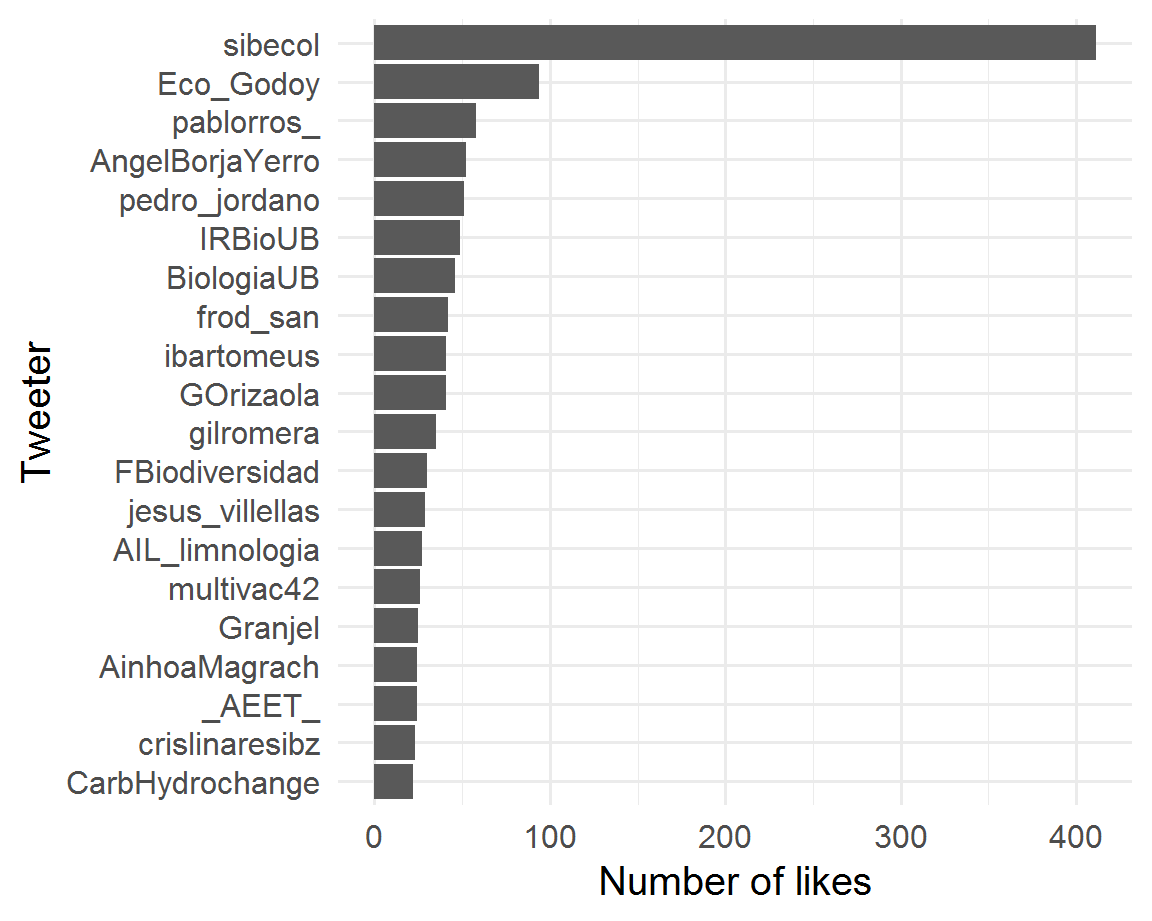 sibecol
Eco_Godoy
pablorros_
AngelBorjaYerro
pedro_jordano
IRBioUB
BiologiaUB
frod_san
ibartomeus
GOrizaola
gilromera
FBiodiversidad
jesus_villellas
AIL_limnologia
multivac42
Granjel
AinhoaMagrach
_AEET_
crislinaresibz
CarbHydrochange
Tweeter
0 100 200 300 400
Number of likes